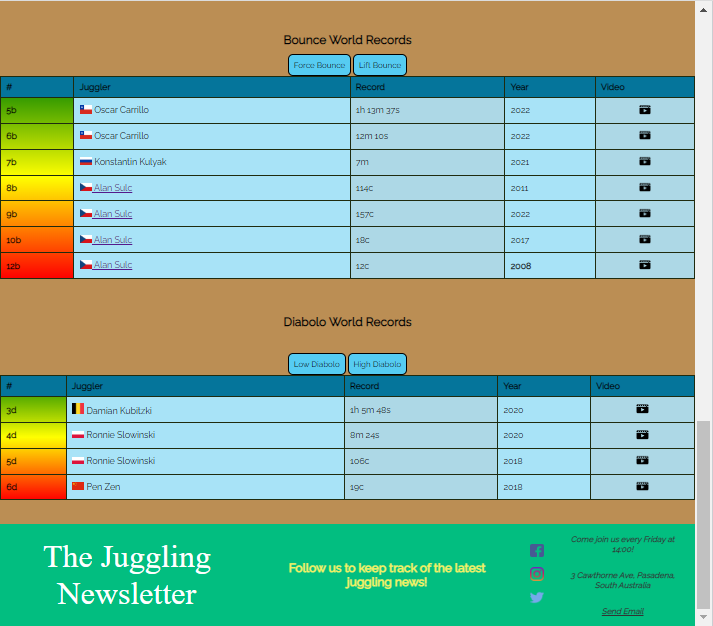 Bounce World Records
Force Bounce Lift Bounce
# Juggler Record Year Video
5b Oscar Carrillo 1h 13m 37s 2022
6b Oscar Carrillo 12m 10s 2022
7b Konstantin Kulyak 7m 2021
8b Alan Sulc 114c 2011
9b Alan Sulc 157c 2022
10b Alan Sulc 18c 2017
12b Alan Sulc 12c 2008
Diabolo World Records
Low Diabolo High Diabolo
# Juggler Record Year Video
3d Damian Kubitzki 1h 5m 48s 2020
4d Ronnie Slowinski 8m 24s 2020
5d Ronnie Slowinski 106c 2018
6d Pen Zen 19c 2018
The Juggling
Newsletter
Follow us to keep track of the latest
juggling news!
Come join us every Friday at
14:00!
3 Cawthorne Ave, Pasadena,
South Australia
Send Email